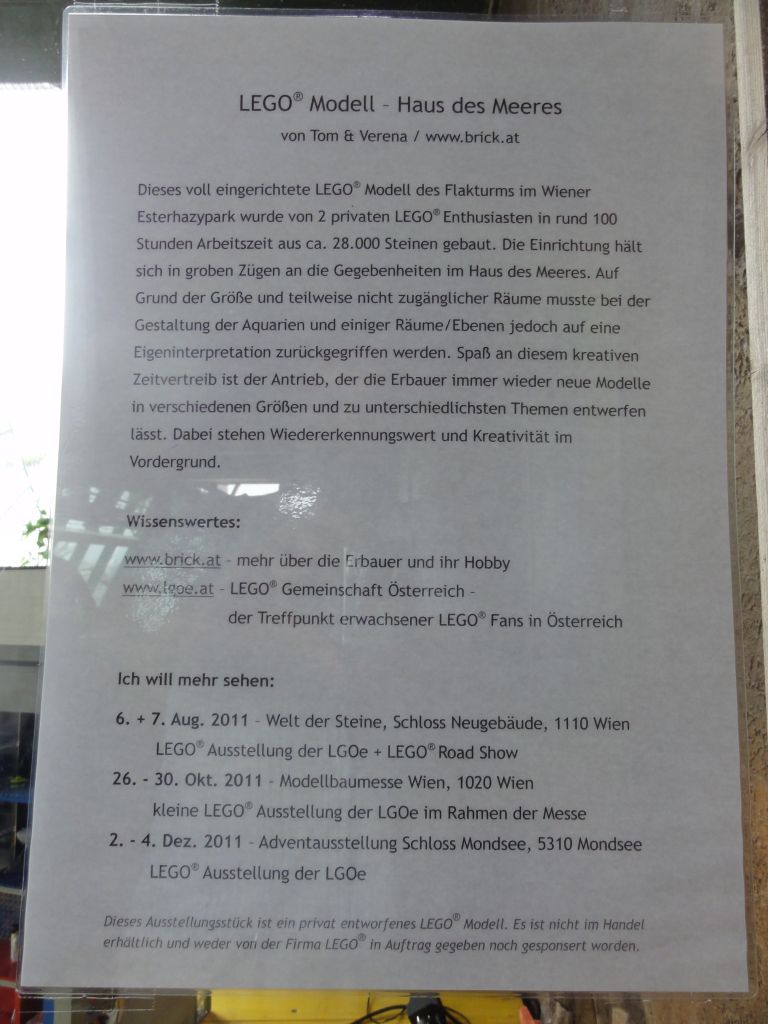 LEGO® Modell – Haus des Meeres
von Tom & Verena / www.brick.at
Dieses voll eingerichtete LEGO® Modell des Flakturms im Wiener
Esterhazypark wurde von 2 privaten LEGO® Enthusiasten in rund 100
Stunden Arbeitszeit aus ca. 28.000 Steinen gebaut. Die Einrichtung hält
sich in groben Zügen an die Gegebenheiten im Haus des Meeres. Auf
Grund der Größe und teilweise nicht zugänglicher Räume musste bei der
Gestaltung der Aquarien und einiger Räume/Ebenen jedoch auf eine
Eigeninterpretation zurückgegriffen werden. Spaß an diesem kreativen
Zeitvertreib ist der Antrieb, der die Erbauer immer wieder neue Modelle
in verschiedenen Größen und zu unterschiedlichsten Themen entwerfen
lässt. Dabei stehen Wiedererkennungswert und Kreativität im
Vordergrund.
Wissenswertes:
www.brick.at – mehr über die Erbauer und ihr Hobby
www.lgoe.at – LEGO® Gemeinschaft Österreich –
der Treffpunkt erwachsener LEGO® Fans in Österreich
Ich will mehr sehen:
6. + 7. Aug. 2011 – Welt der Steine, Schloss Neugebäude, 1110 Wien
LEGO® Ausstellung der LGOe + LEGO® Road Show
26. - 30. Okt. 2011 – Modellbaumesse Wien, 1020 Wien
kleine LEGO® Ausstellung der LGOe im Rahmen der Messe
2. - 4. Dez. 2011 – Adventausstellung Schloss Mondsee, 5310 Mondsee
LEGO® Ausstellung der LGOe
Dieses Ausstellungsstück ist ein privat entworfenes LEGO® Modell. Es ist nicht im Handel
erhältlich und weder von der Firma LEGO® in Auftrag gegeben noch gesponsert worden.